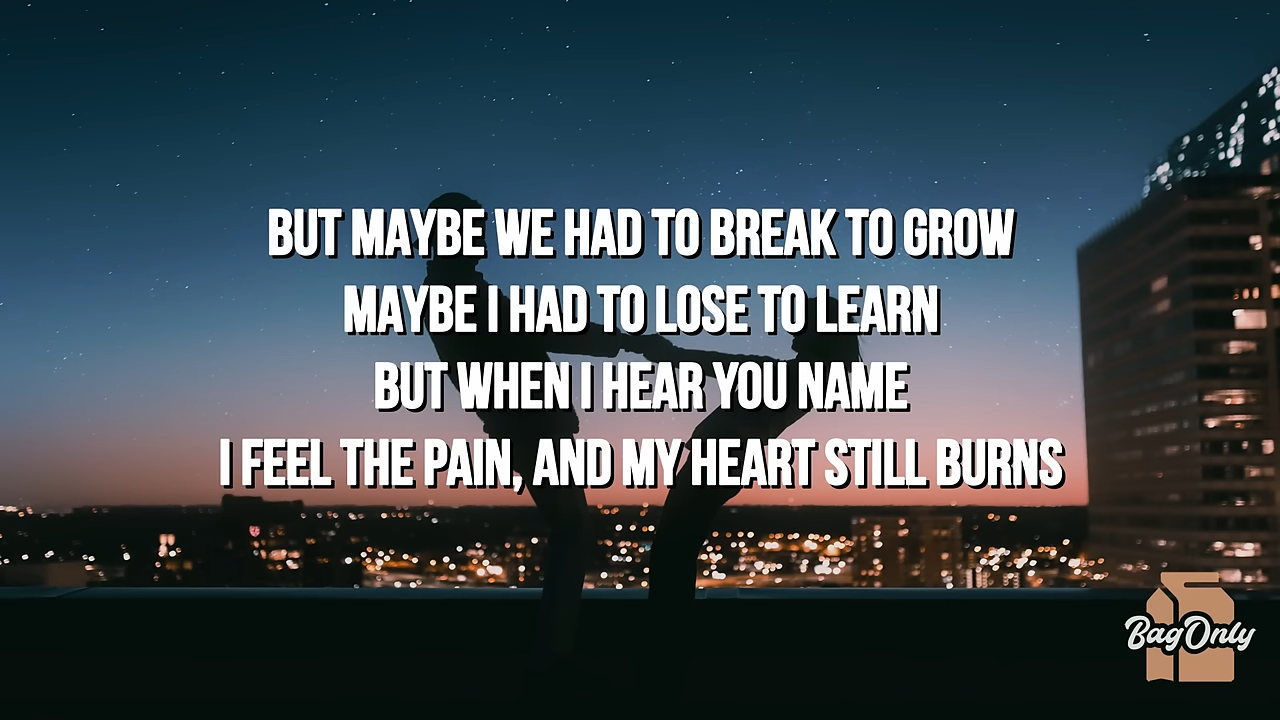 BUT MAYBE WE HAD TO BREAK TO GROW
MAYBE I HAD TO LOSE TO LEARN
BUT WHEN I HEAR YOU NAME
I FEEL THE PAIN, AND MY HEART STILL BURNS
BagOnly